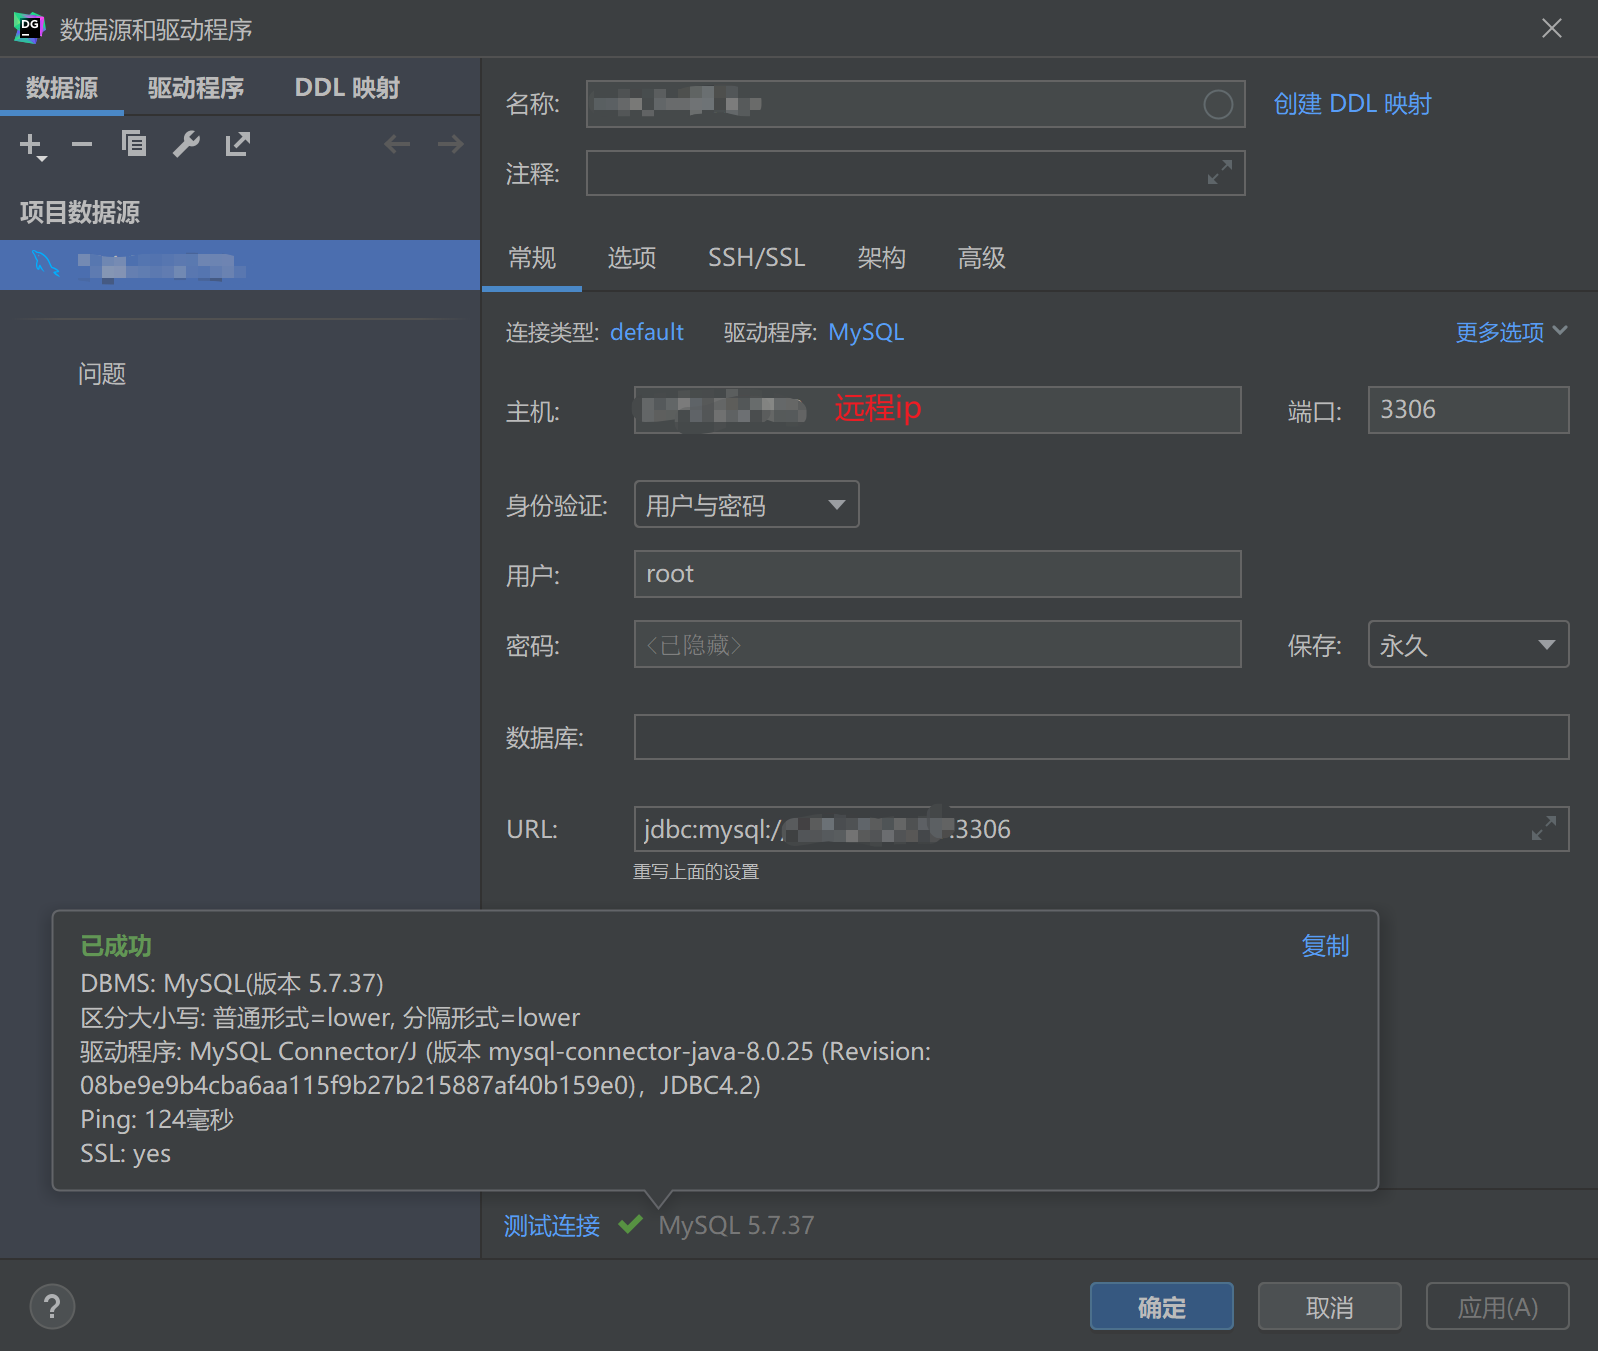 DG
数据源和驱动程序
数据源 驱动程序 DDL 映射
项目数据源
问题
名称: 创建 DDL 映射
注释:
常规 选项 SSH/SSL 架构 高级
连接类型: default 驱动程序: MySQL 更多选项
主机: 远程ip 端口: 3306
身份验证: 用户与密码
用户: root
密码: <已隐藏> 保存: 永久
数据库:
URL: jdbc:mysql:/ :3306
重写上面的设置
已成功 复制
DBMS: MySQL(版本 5.7.37)
区分大小写: 普通形式=lower, 分隔形式=lower
驱动程序: MySQL Connector/J (版本 mysql-connector-java-8.0.25 (Revision:
08be9e9b4cba6aa115f9b27b215887af40b159e0), JDBC4.2)
Ping: 124毫秒
SSL: yes
测试连接 MySQL 5.7.37
? 确定 取消 应用(A)